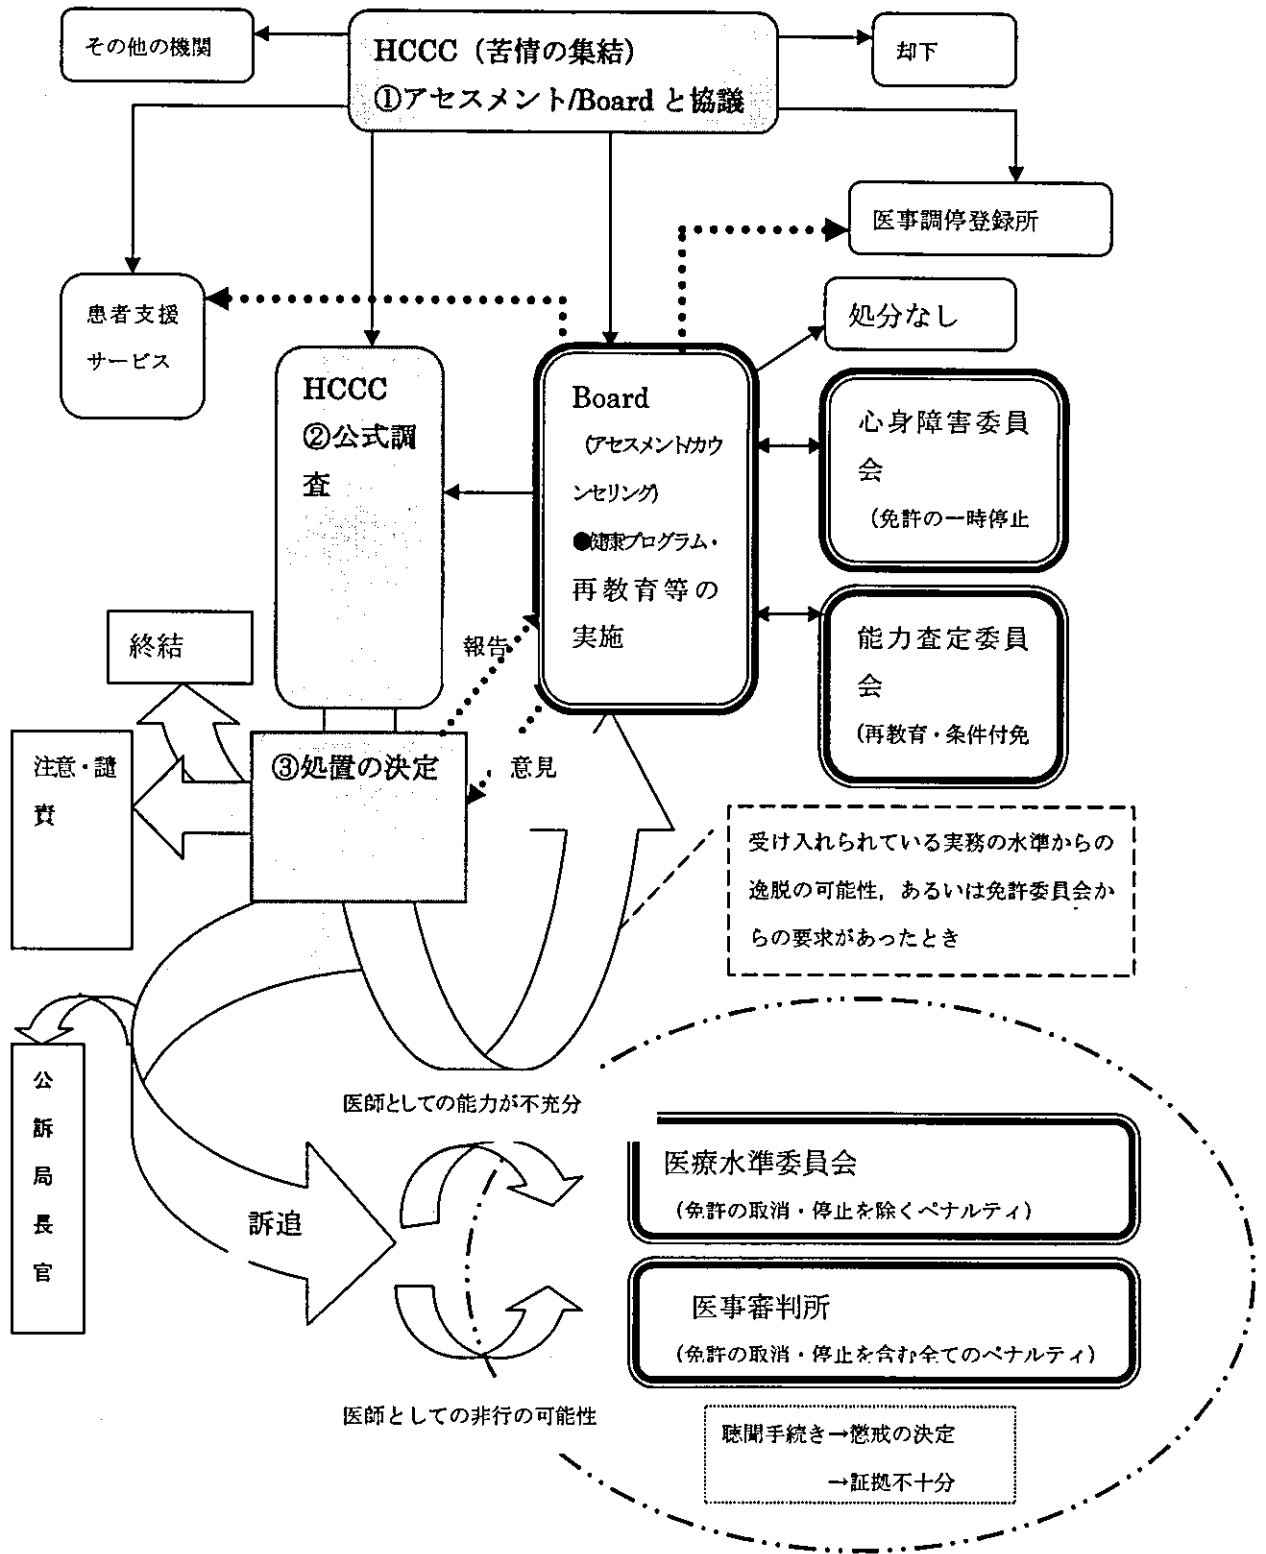 その他の機関
HCCC（苦情の集結）
①アセスメント/Board と協議
却下
医事調停登録所
患者支援
サービス
処分なし
HCCC
②公式調
査
Board
(アセスメント/カウ
ンセリング)
●健康プログラム・
再教育等の
実施
心身障害委員
会
（免許の一時停止
能力査定委員
会
（再教育・条件付免
終結
報告
注意・譴
責
③処置の決定
意見
受け入れられている実務の水準からの
逸脱の可能性，あるいは免許委員会か
らの要求があったとき
公
訴
局
長
官
医師としての能力が不充分
医療水準委員会
（免許の取消・停止を除くペナルティ）
訴追
医事審判所
（免許の取消・停止を含む全てのペナルティ）
医師としての非行の可能性
聴聞手続き→懲戒の決定
→証拠不十分